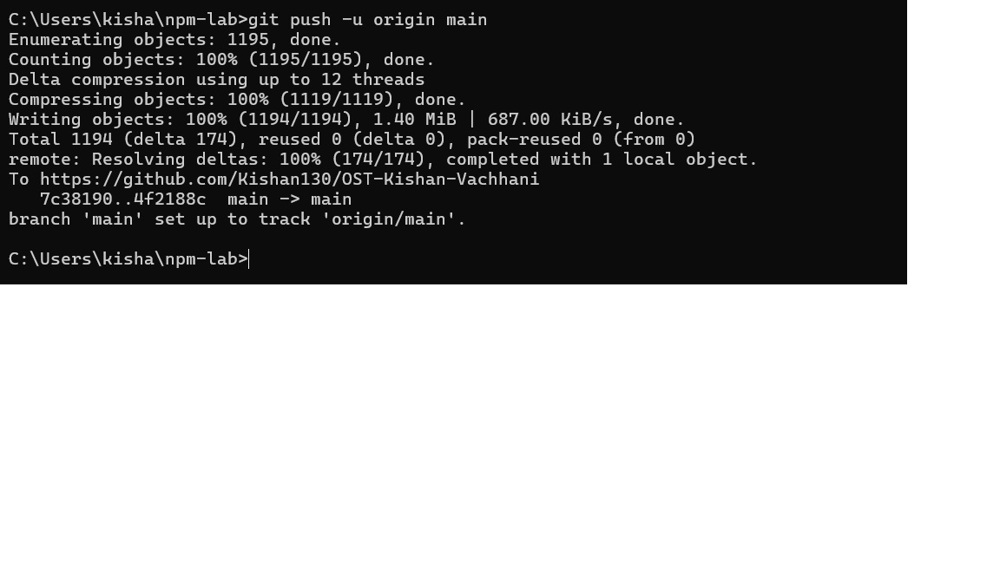 C:\Users\kisha\npm-lab>git push -u origin main
Enumerating objects: 1195, done.
Counting objects: 100% (1195/1195), done.
Delta compression using up to 12 threads
Compressing objects: 100% (1119/1119), done.
Writing objects: 100% (1194/1194), 1.40 MiB | 687.00 KiB/s, done.
Total 1194 (delta 174), reused 0 (delta 0), pack-reused 0 (from 0)
remote: Resolving deltas: 100% (174/174), completed with 1 local object.
To https://github.com/Kishan130/OST-Kishan-Vachhani
   7c38190..4f2188c  main -> main
branch 'main' set up to track 'origin/main'.
C:\Users\kisha\npm-lab>